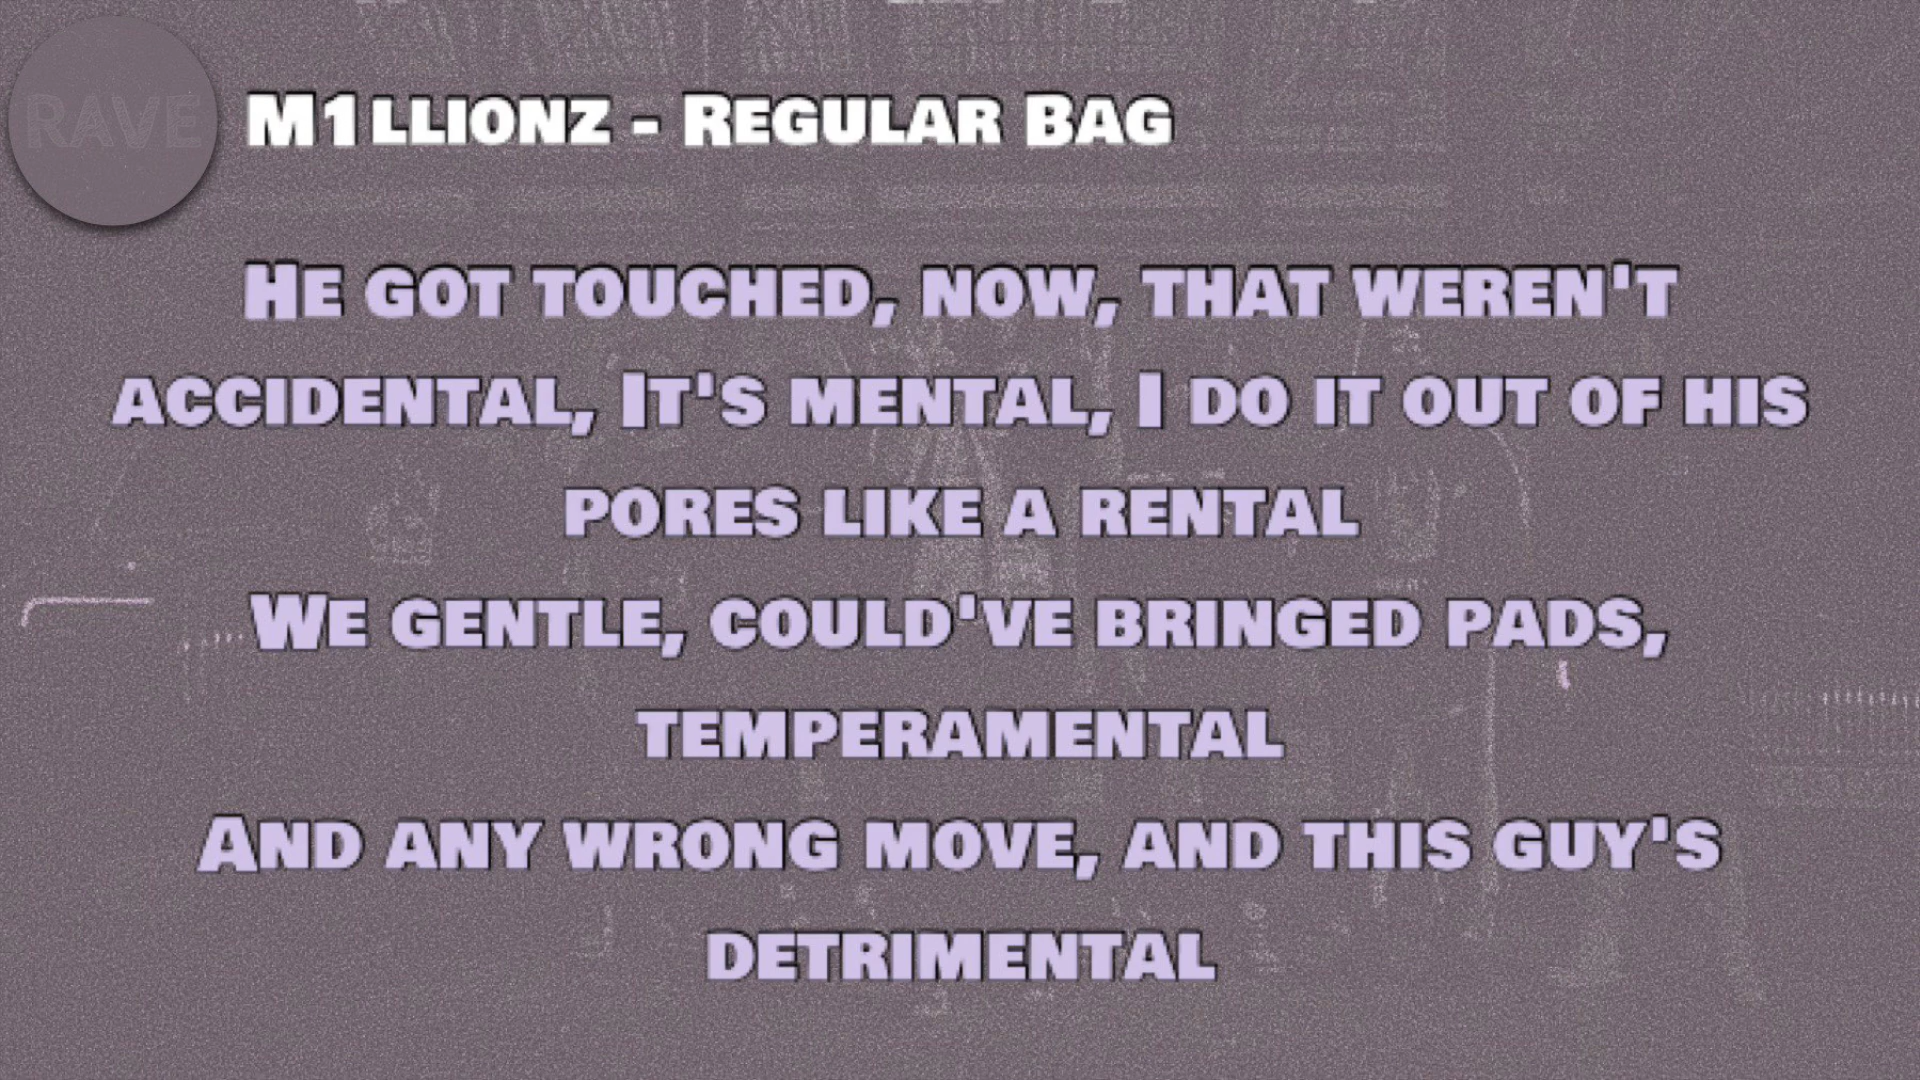 RAVE
M1llionz - Regular Bag
He got touched, now, that weren't
accidental, It's mental, I do it out of his
pores like a rental
We gentle, could've bringed pads,
temperamental
And any wrong move, and this guy's
detrimental